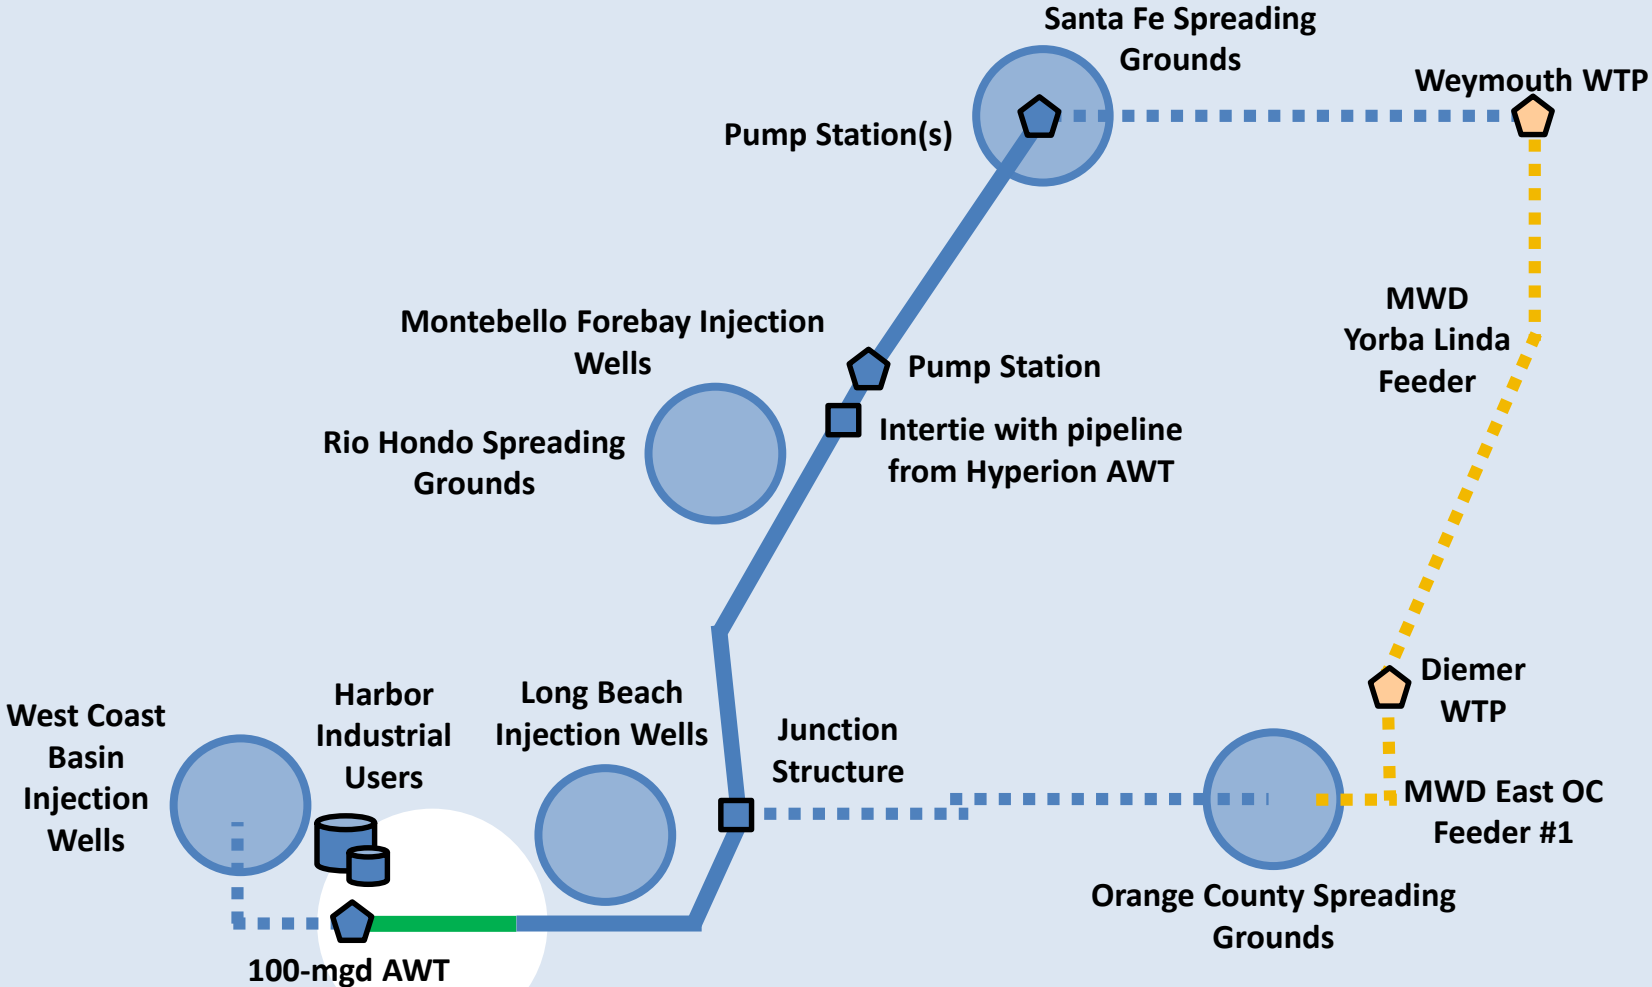 Santa Fe Spreading
Grounds
Weymouth WTP
Pump Station(s)
MWD
Yorba Linda
Feeder
Montebello Forebay Injection
Wells
Pump Station
Rio Hondo Spreading
Grounds
Intertie with pipeline
from Hyperion AWT
Diemer
WTP
West Coast
Basin
Injection
Wells
Harbor
Industrial
Users
Long Beach
Injection Wells
Junction
Structure
MWD East OC
Feeder #1
Orange County Spreading
Grounds
100-mgd AWT